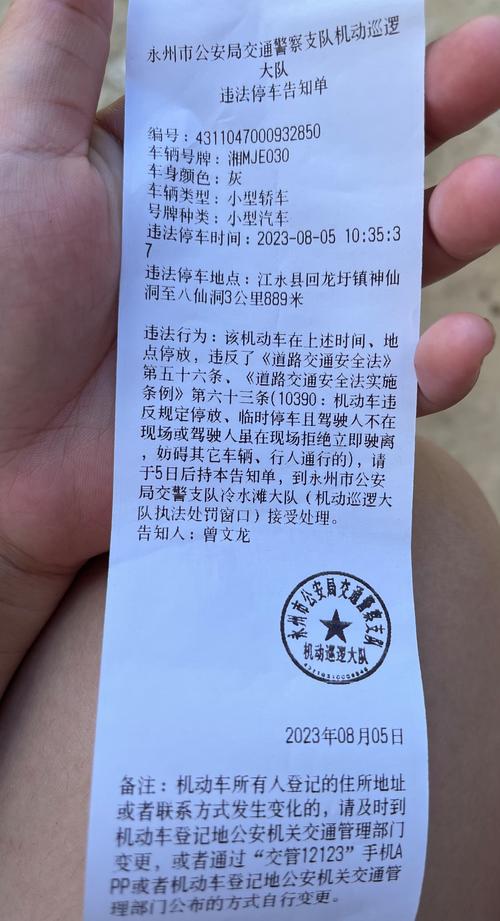 永州市公安局交通警察支队机动巡逻
大队
违法停车告知单
编号：4311047000932850
车辆号牌：湘MJE030
车身颜色：灰
车辆类型：小型轿车
号牌种类：小型汽车
违法停车时间：2023-08-05 10:35:3
7
违法停车地点：江永县回龙圩镇神仙
洞至八仙洞3公里889米
违法行为：该机动车在上述时间、地
点停放，违反了《道路交通安全法》
第五十六条、《道路交通安全法实施
条例》第六十三条(10390：机动车违
反规定停放、临时停车且驾驶人不在
现场或驾驶人虽在现场拒绝立即驶离
，妨碍其它车辆、行人通行的)，请
于5日后持本告知单，到永州市公安
局交警支队冷水滩大队（机动巡逻大
队执法处罚窗口）接受处理。
告知人：曾文龙
永州市公安局交通警察支队
机动巡逻大队
2023年08月05日
备注：机动车所有人登记的住所地址
或者联系方式发生变化的，请及时到
机动车登记地公安机关交通管理部门
变更，或者通过“交管12123”手机A
PP或者机动车登记地公安机关交通管
理部门公布的方式自行变更。